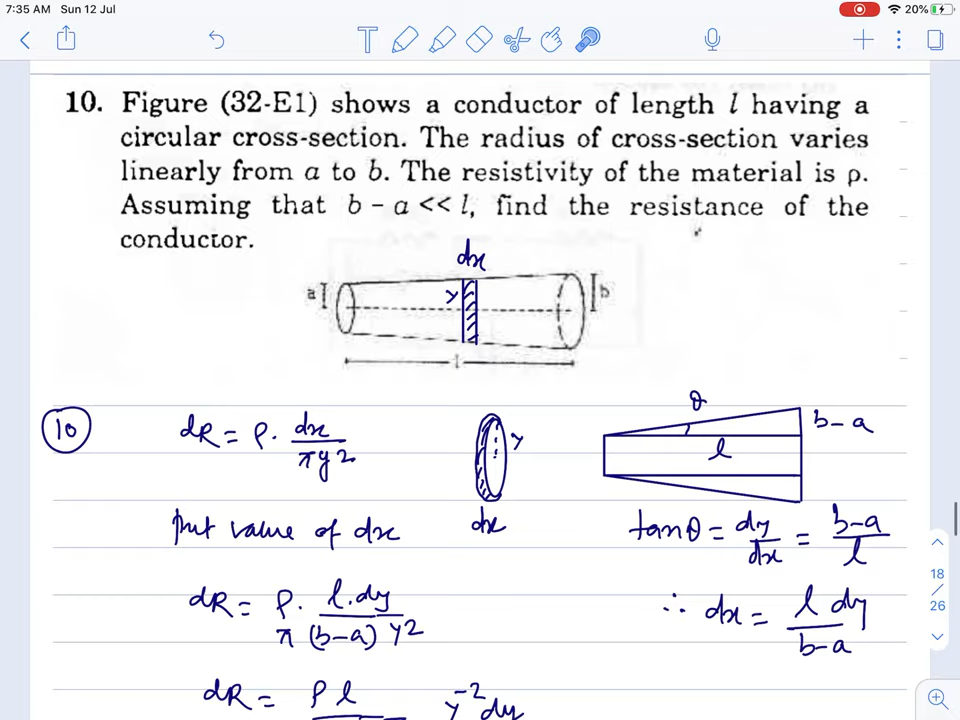 7:35 AM Sun 12 Jul
20%
T
10. Figure (32-E1) shows a conductor of length l having a
circular cross-section. The radius of cross-section varies
linearly from a to b. The resistivity of the material is ρ.
Assuming that b - a << l, find the resistance of the
conductor.
dx
a
y
b
l
10
dR = ρ. dx / πy2
y
dx
θ
b-a
l
Put value of dx
tanθ = dy/dx = b-a/l
dR = ρ. l.dy / π (b-a) y2
∴ dx = l dy / b-a
dR = ρ l y-2 dy
18
/
26